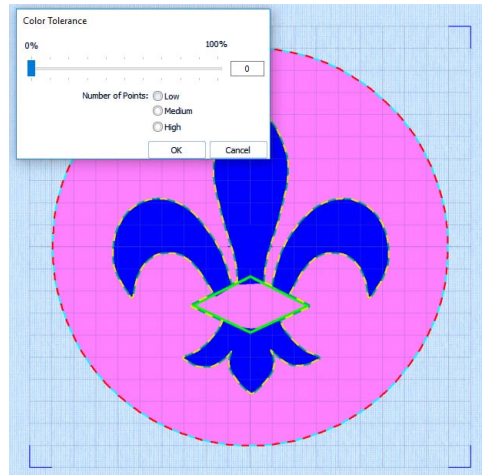 Color Tolerance
0% 100%
0
Number of Points: Low
Medium
High
OK Cancel